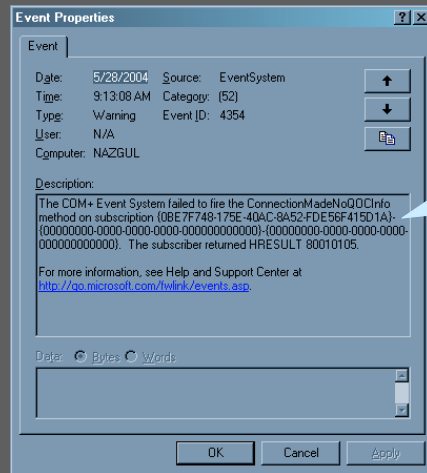 Event Properties
Event
Date: 5/28/2004 Source: EventSystem
Time: 9:13:08 AM Category: (52)
Type: Warning Event ID: 4354
User: N/A
Computer: NAZGUL
Description:
The COM+ Event System failed to fire the ConnectionMadeNoQOCInfo
method on subscription {0BE7F748-175E-40AC-8A52-FDE56F415D1A}-
{00000000-0000-0000-0000-000000000000}-{00000000-0000-0000-0000-
000000000000}. The subscriber returned HRESULT 80010105.
For more information, see Help and Support Center at
http://go.microsoft.com/fwlink/events.asp.
Data: Bytes Words
OK Cancel Apply